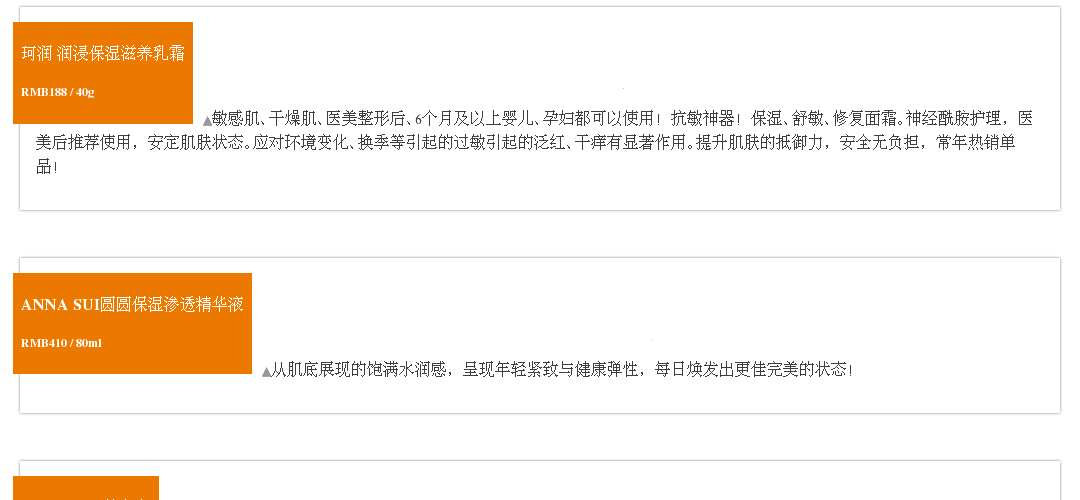 珂润 润浸保湿滋养乳霜
RMB188 / 40g
▲敏感肌、干燥肌、医美整形后、6个月及以上婴儿、孕妇都可以使用！抗敏神器！保湿、舒敏、修复面霜。神经酰胺护理，医
美后推荐使用，安定肌肤状态。应对环境变化、换季等引起的过敏引起的泛红、干痒有显著作用。提升肌肤的抵御力，安全无负担，常年热销单
品！
ANNA SUI圆圆保湿渗透精华液
RMB410 / 80ml
▲从肌底展现的饱满水润感，呈现年轻紧致与健康弹性，每日焕发出更佳完美的状态！